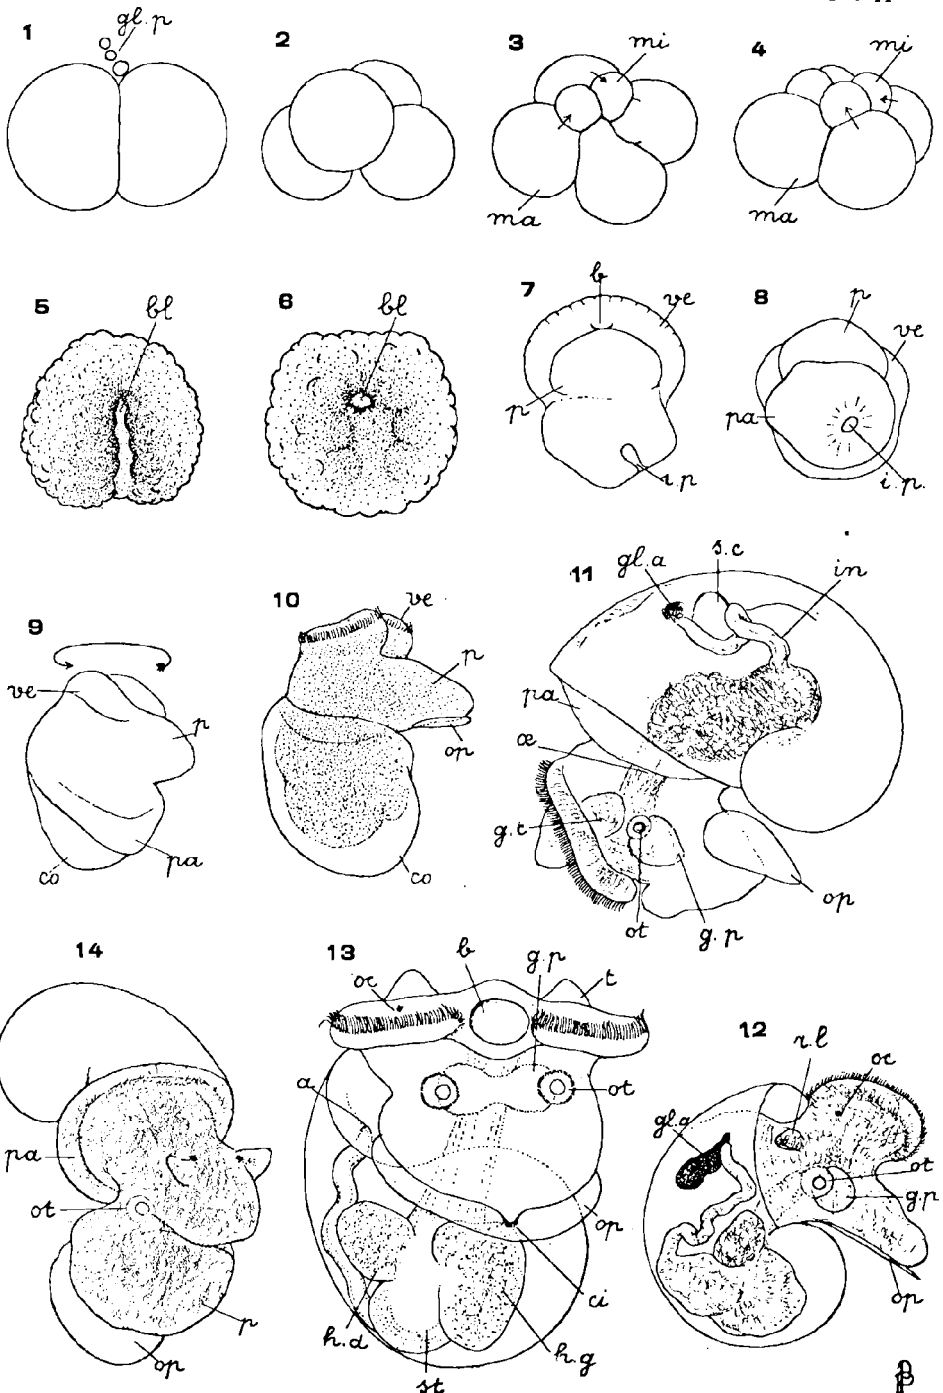 1
gl.p
2
3
mi
ma
4
mi
ma
5
bl
6
bl
7
b
ve
p
i.p
8
p
ve
pa
i.p.
9
ve
p
pa
co
10
ve
p
op
co
11
gl.a
s.c
in
pa
œ
g.t
ot
g.p
op
14
pa
ot
p
op
13
oc
b
g.p
t
a
ot
op
ci
h.d
h.g
st
12
r.l
oc
gl.a
ot
g.p
op